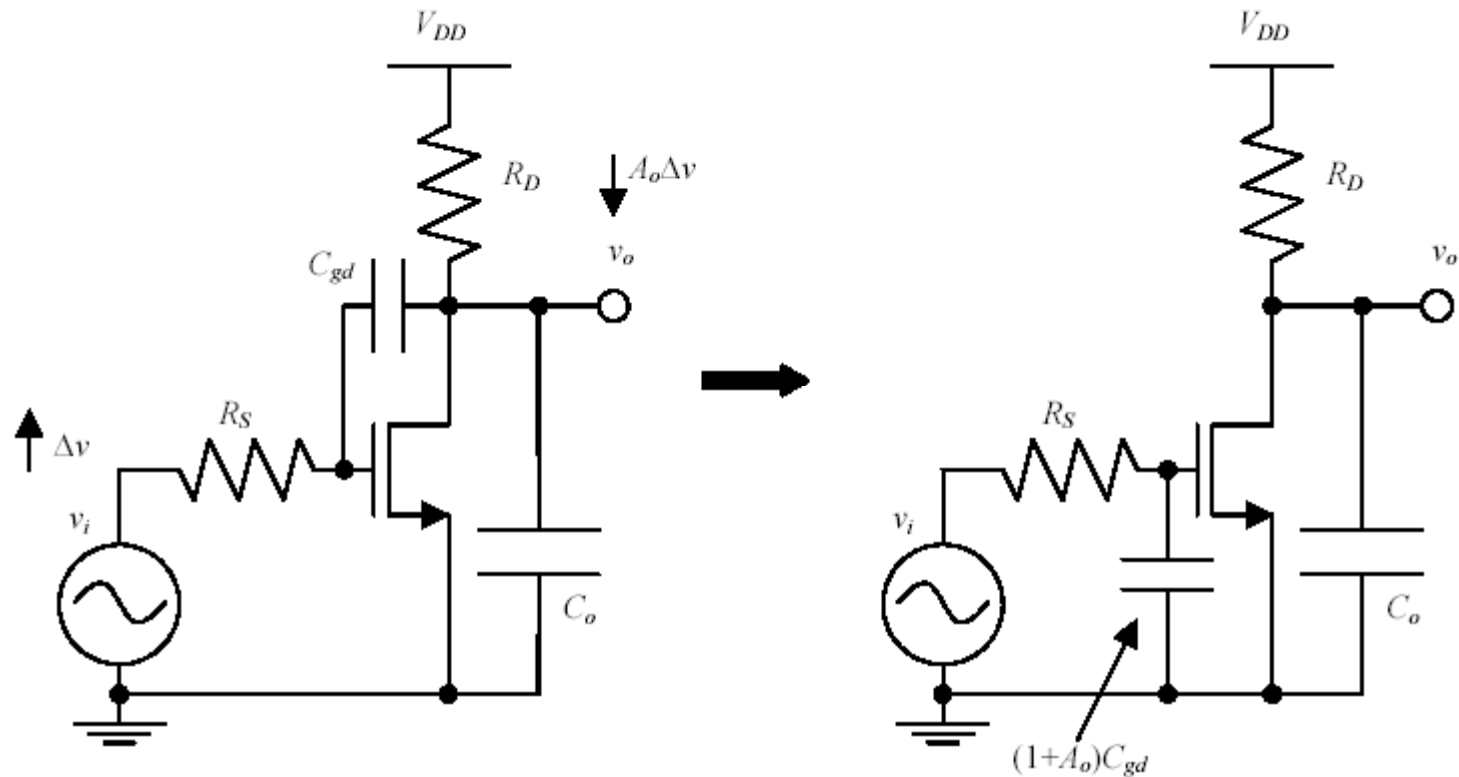 V_DD
R_D
A_oΔv
v_o
C_gd
R_S
Δv
v_i
C_o
V_DD
R_D
v_o
R_S
v_i
C_o
(1+A_o)C_gd